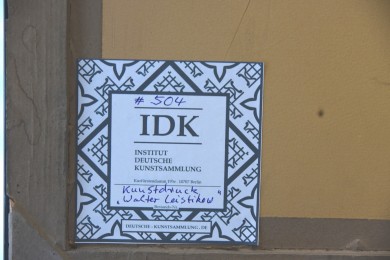 # 504
IDK
INSTITUT
DEUTSCHE
KUNSTSAMMLUNG
Kunstdruck
„Walter Leistikow"
DEUTSCHE - KUNSTSAMMLUNG. DE